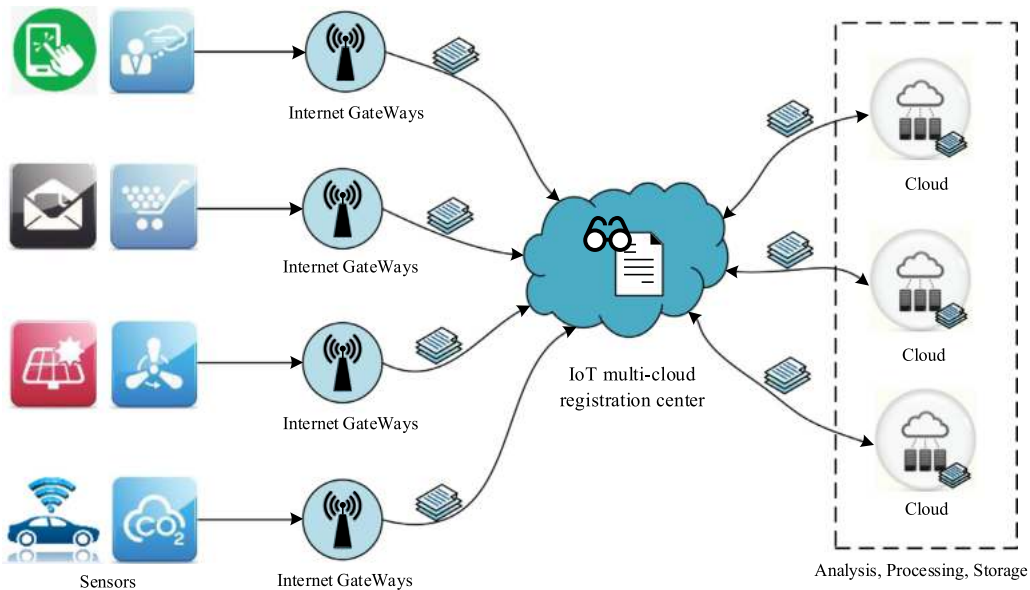 Internet GateWays
Cloud
CO2
Internet GateWays
Cloud
IoT multi-cloud
registration center
Internet GateWays
Cloud
Sensors
Internet GateWays
Analysis, Processing, Storage